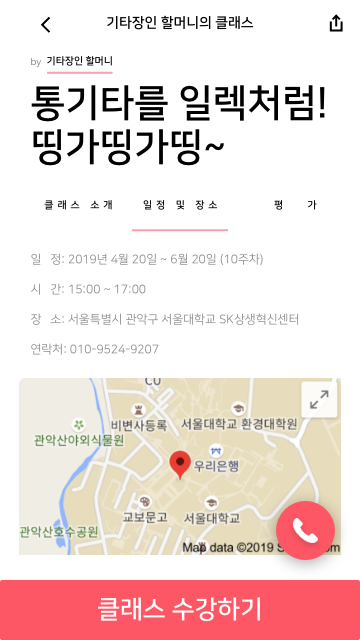 기타장인 할머니의 클래스
by 기타장인 할머니
통기타를 일렉처럼!
띵가띵가띵~
클래스 소개 일정 및 장소 평 가
일 정: 2019년 4월 20일 ~ 6월 20일 (10주차)
시 간: 15:00 ~ 17:00
장 소: 서울특별시 관악구 서울대학교 SK상생혁신센터
연락처: 010-9524-9207
CU
비변사등록 서울대학교 환경대학원
관악산야외식물원
우리은행
교보문고 서울대학교
관악산호수공원
Map data ©2019 S
클래스 수강하기